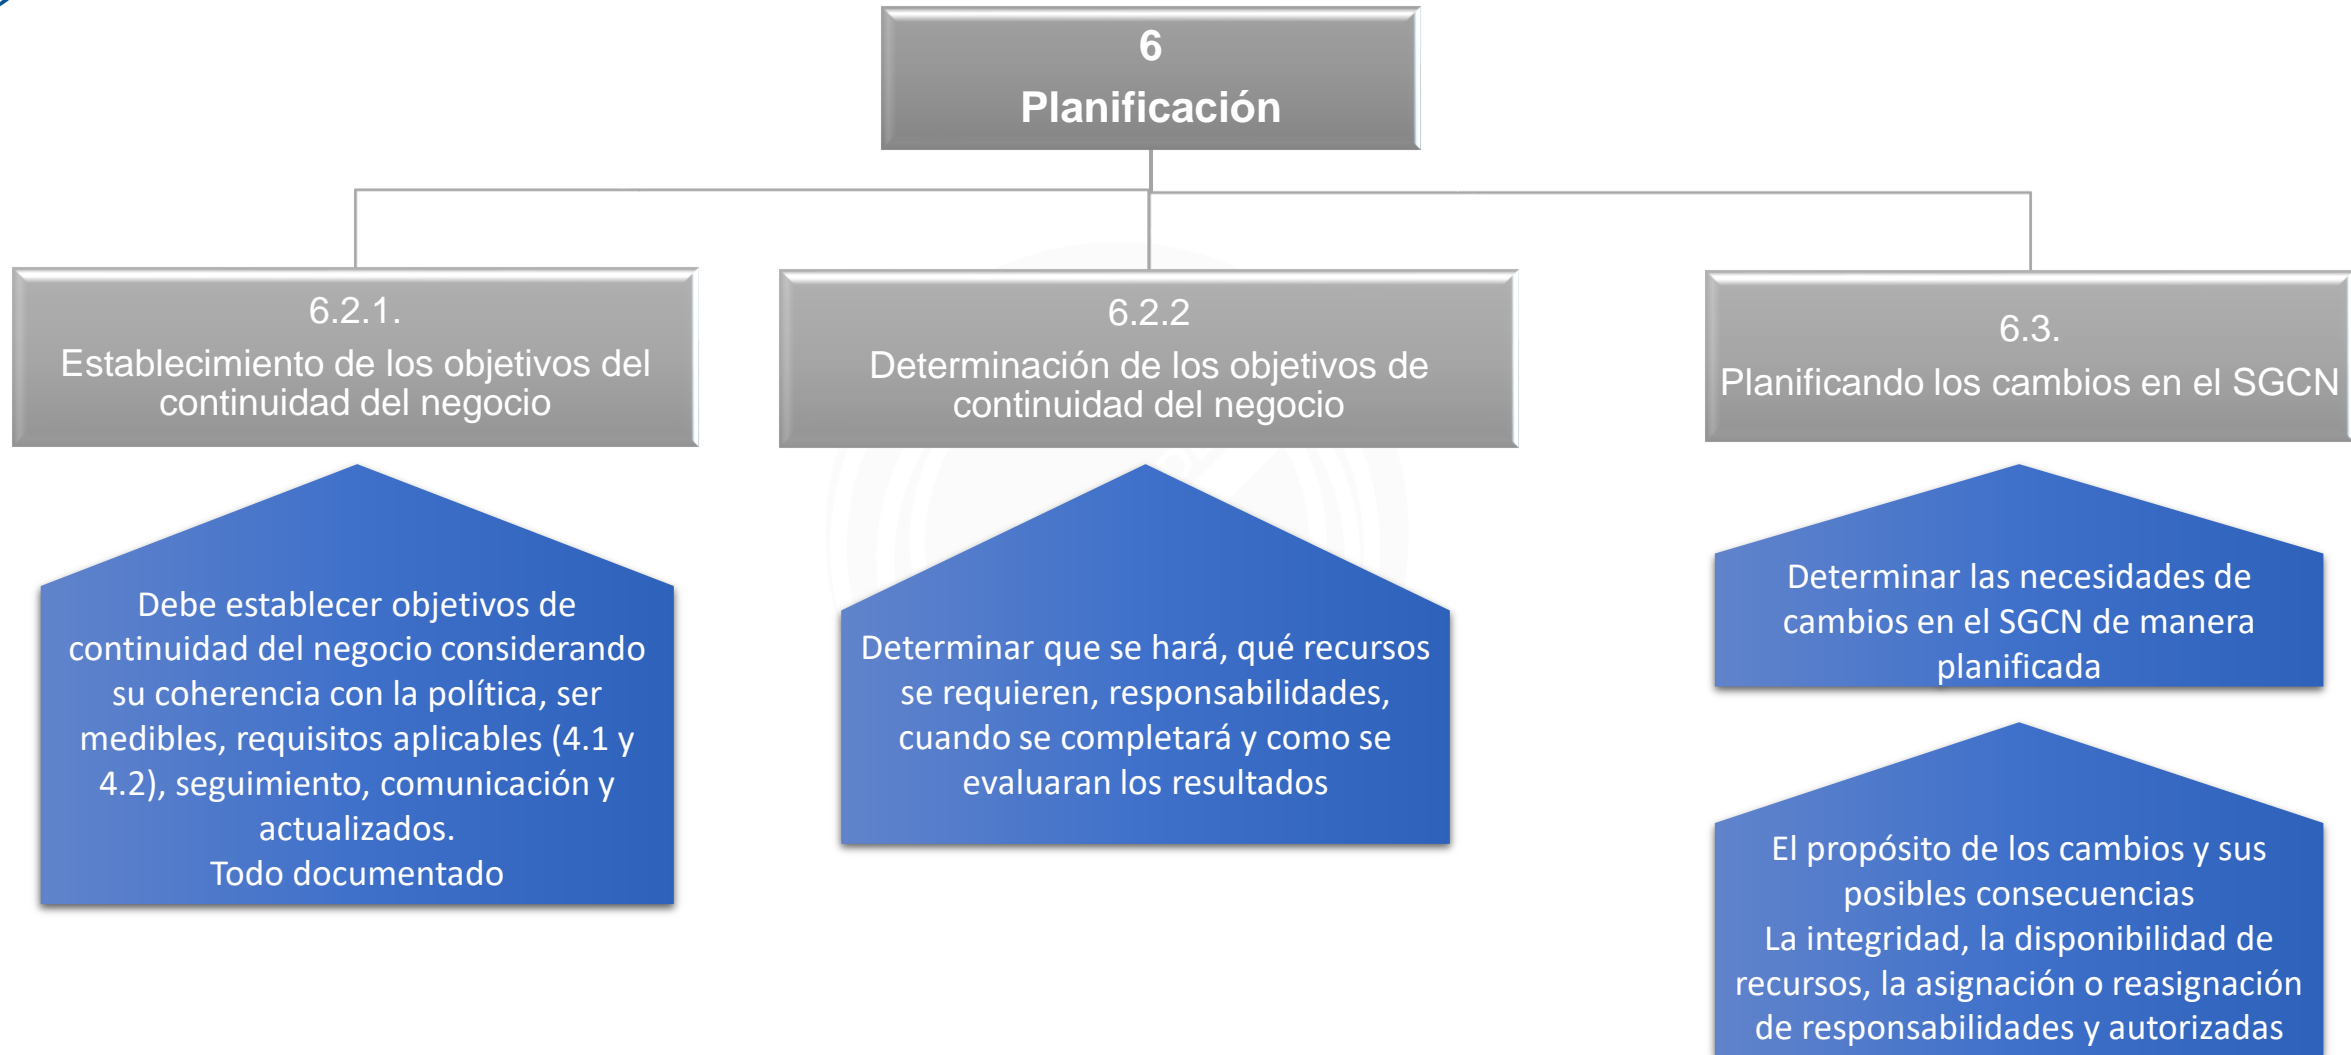 6
Planificación
6.2.1.
Establecimiento de los objetivos del
continuidad del negocio
6.2.2
Determinación de los objetivos de
continuidad del negocio
6.3.
Planificando los cambios en el SGCN
Debe establecer objetivos de
continuidad del negocio considerando
su coherencia con la política, ser
medibles, requisitos aplicables (4.1 y
4.2), seguimiento, comunicación y
actualizados.
Todo documentado
Determinar que se hará, qué recursos
se requieren, responsabilidades,
cuando se completará y como se
evaluaran los resultados
Determinar las necesidades de
cambios en el SGCN de manera
planificada
El propósito de los cambios y sus
posibles consecuencias
La integridad, la disponibilidad de
recursos, la asignación o reasignación
de responsabilidades y autorizadas